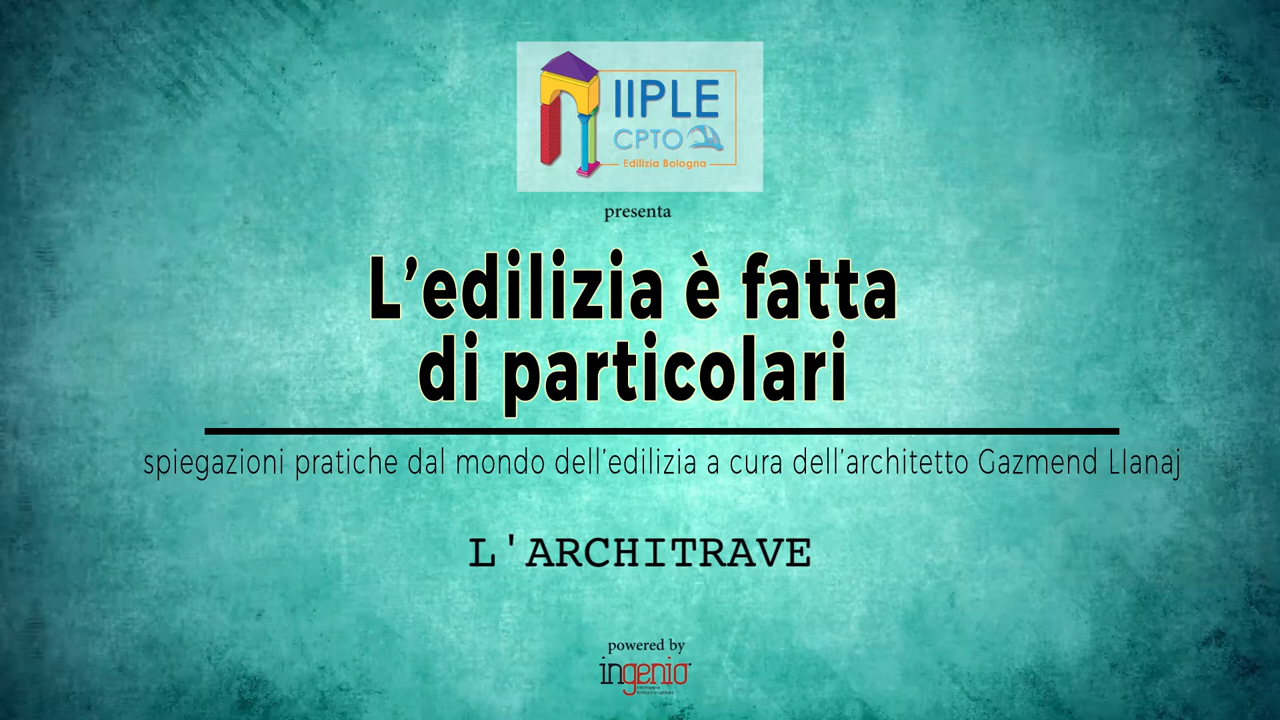 IIPLE
CPTO
Edilizia Bologna
presenta
L’edilizia è fatta
di particolari
spiegazioni pratiche dal mondo dell’edilizia a cura dell’architetto Gazmend LIanaj
L'ARCHITRAVE
powered by
ingenio